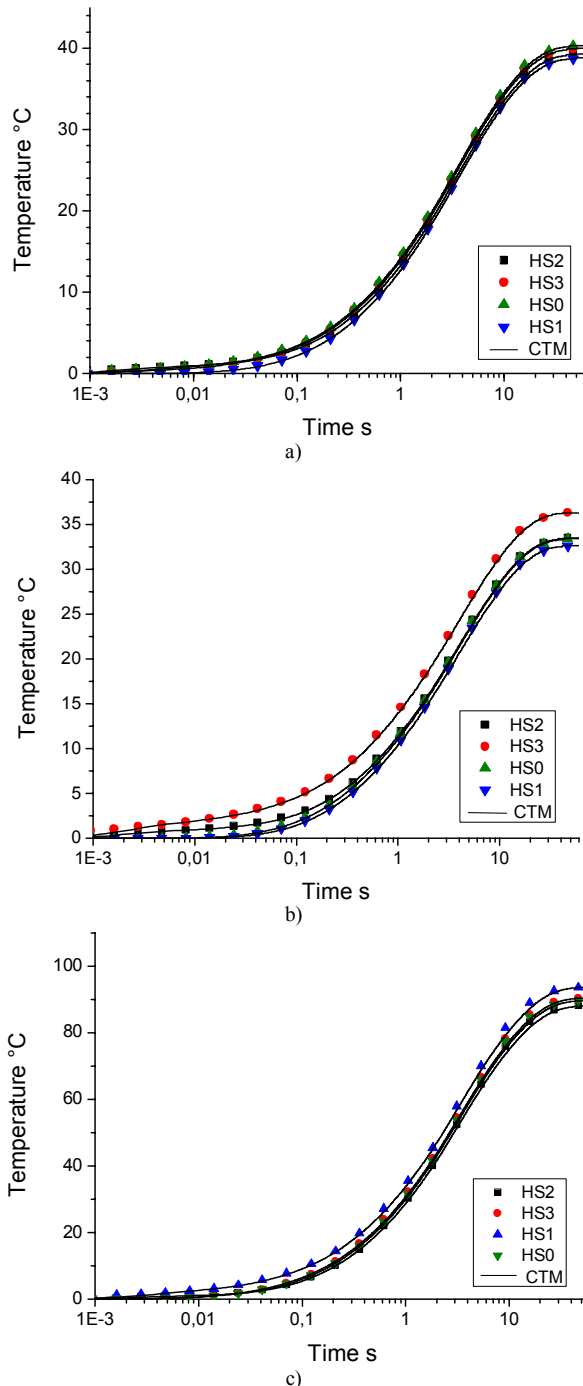 Temperature °C
40
30
20
10
0
1E-3
0,01
0,1
1
10
Time s
HS2
HS3
HS0
HS1
CTM
a)
Temperature °C
40
35
30
25
20
15
10
5
0
1E-3
0,01
0,1
1
10
Time s
HS2
HS3
HS0
HS1
CTM
b)
Temperature °C
100
80
60
40
20
0
1E-3
0,01
0,1
1
10
Time s
HS2
HS3
HS1
HS0
CTM
c)